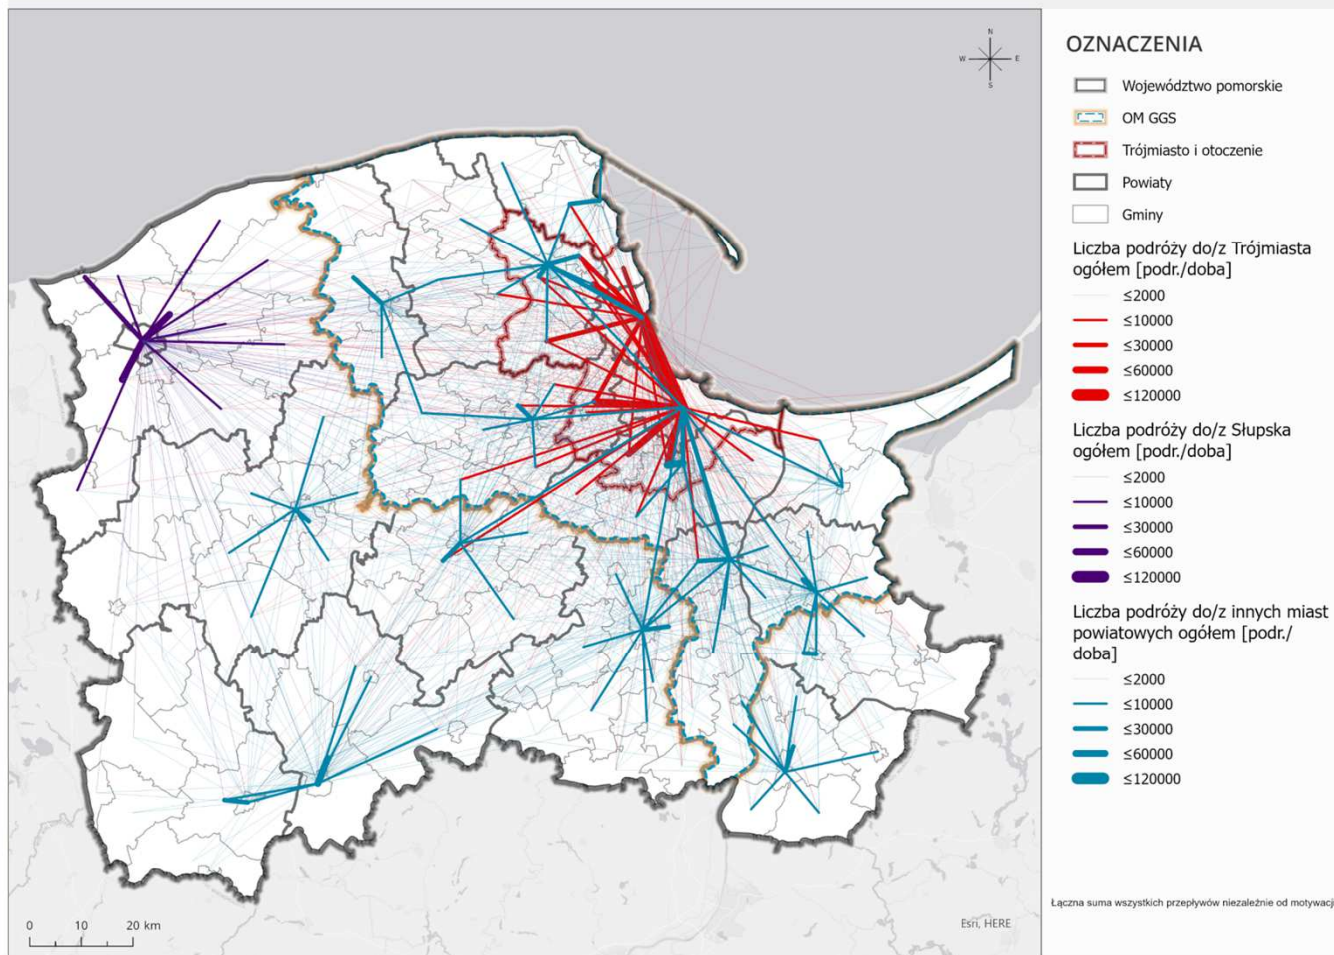 N
W E
S
OZNACZENIA
Województwo pomorskie
OM GGS
Trójmiasto i otoczenie
Powiaty
Gminy
Liczba podróży do/z Trójmiasta
ogółem [podr./doba]
≤2000
≤10000
≤30000
≤60000
≤120000
Liczba podróży do/z Słupska
ogółem [podr./doba]
≤2000
≤10000
≤30000
≤60000
≤120000
Liczba podróży do/z innych miast
powiatowych ogółem [podr./
doba]
≤2000
≤10000
≤30000
≤60000
≤120000
Łączna suma wszystkich przepływów niezależnie od motywacj
0 10 20 km
Esri, HERE